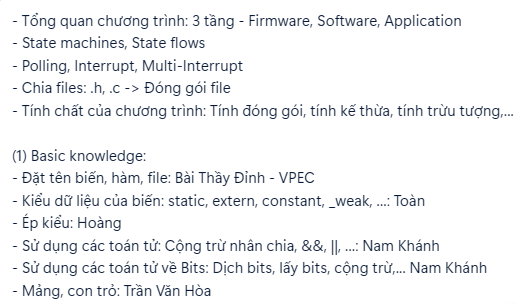 - Tổng quan chương trình: 3 tầng - Firmware, Software, Application
- State machines, State flows
- Polling, Interrupt, Multi-Interrupt
- Chia files: .h, .c -> Đóng gói file
- Tính chất của chương trình: Tính đóng gói, tính kế thừa, tính trừu tượng,...
(1) Basic knowledge:
- Đặt tên biến, hàm, file: Bài Thầy Đỉnh - VPEC
- Kiểu dữ liệu của biến: static, extern, constant, _weak, ...: Toàn
- Ép kiểu: Hoàng
- Sử dụng các toán tử: Cộng trừ nhân chia, &&, ||, ...: Nam Khánh
- Sử dụng các toán tử về Bits: Dịch bits, lấy bits, cộng trừ,... Nam Khánh
- Mảng, con trỏ: Trần Văn Hòa